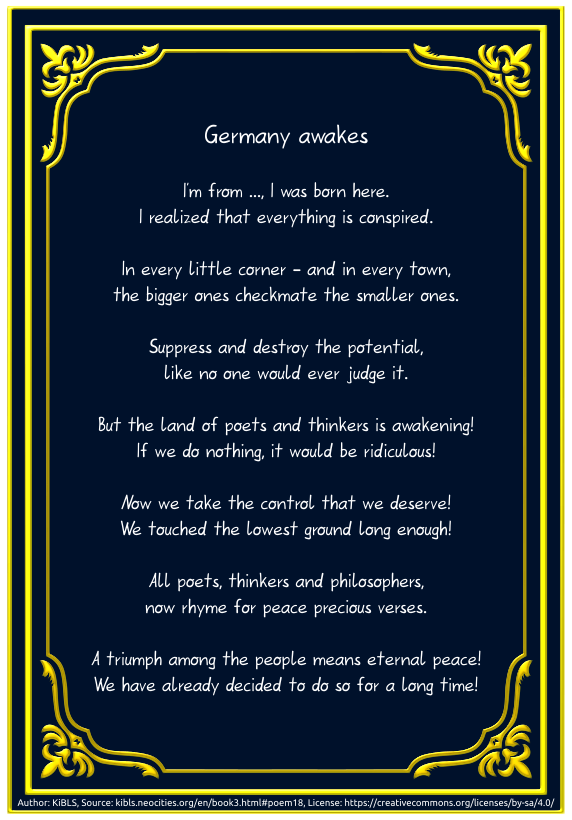 Germany awakes
I'm from ..., I was born here.
I realized that everything is conspired.
In every little corner – and in every town,
the bigger ones checkmate the smaller ones.
Suppress and destroy the potential,
like no one would ever judge it.
But the land of poets and thinkers is awakening!
If we do nothing, it would be ridiculous!
Now we take the control that we deserve!
We touched the lowest ground long enough!
All poets, thinkers and philosophers,
now rhyme for peace precious verses.
A triumph among the people means eternal peace!
We have already decided to do so for a long time!
Author: KiBLS, Source: kibls.neocities.org/en/book3.html#poem18, License: https://creativecommons.org/licenses/by-sa/4.0/